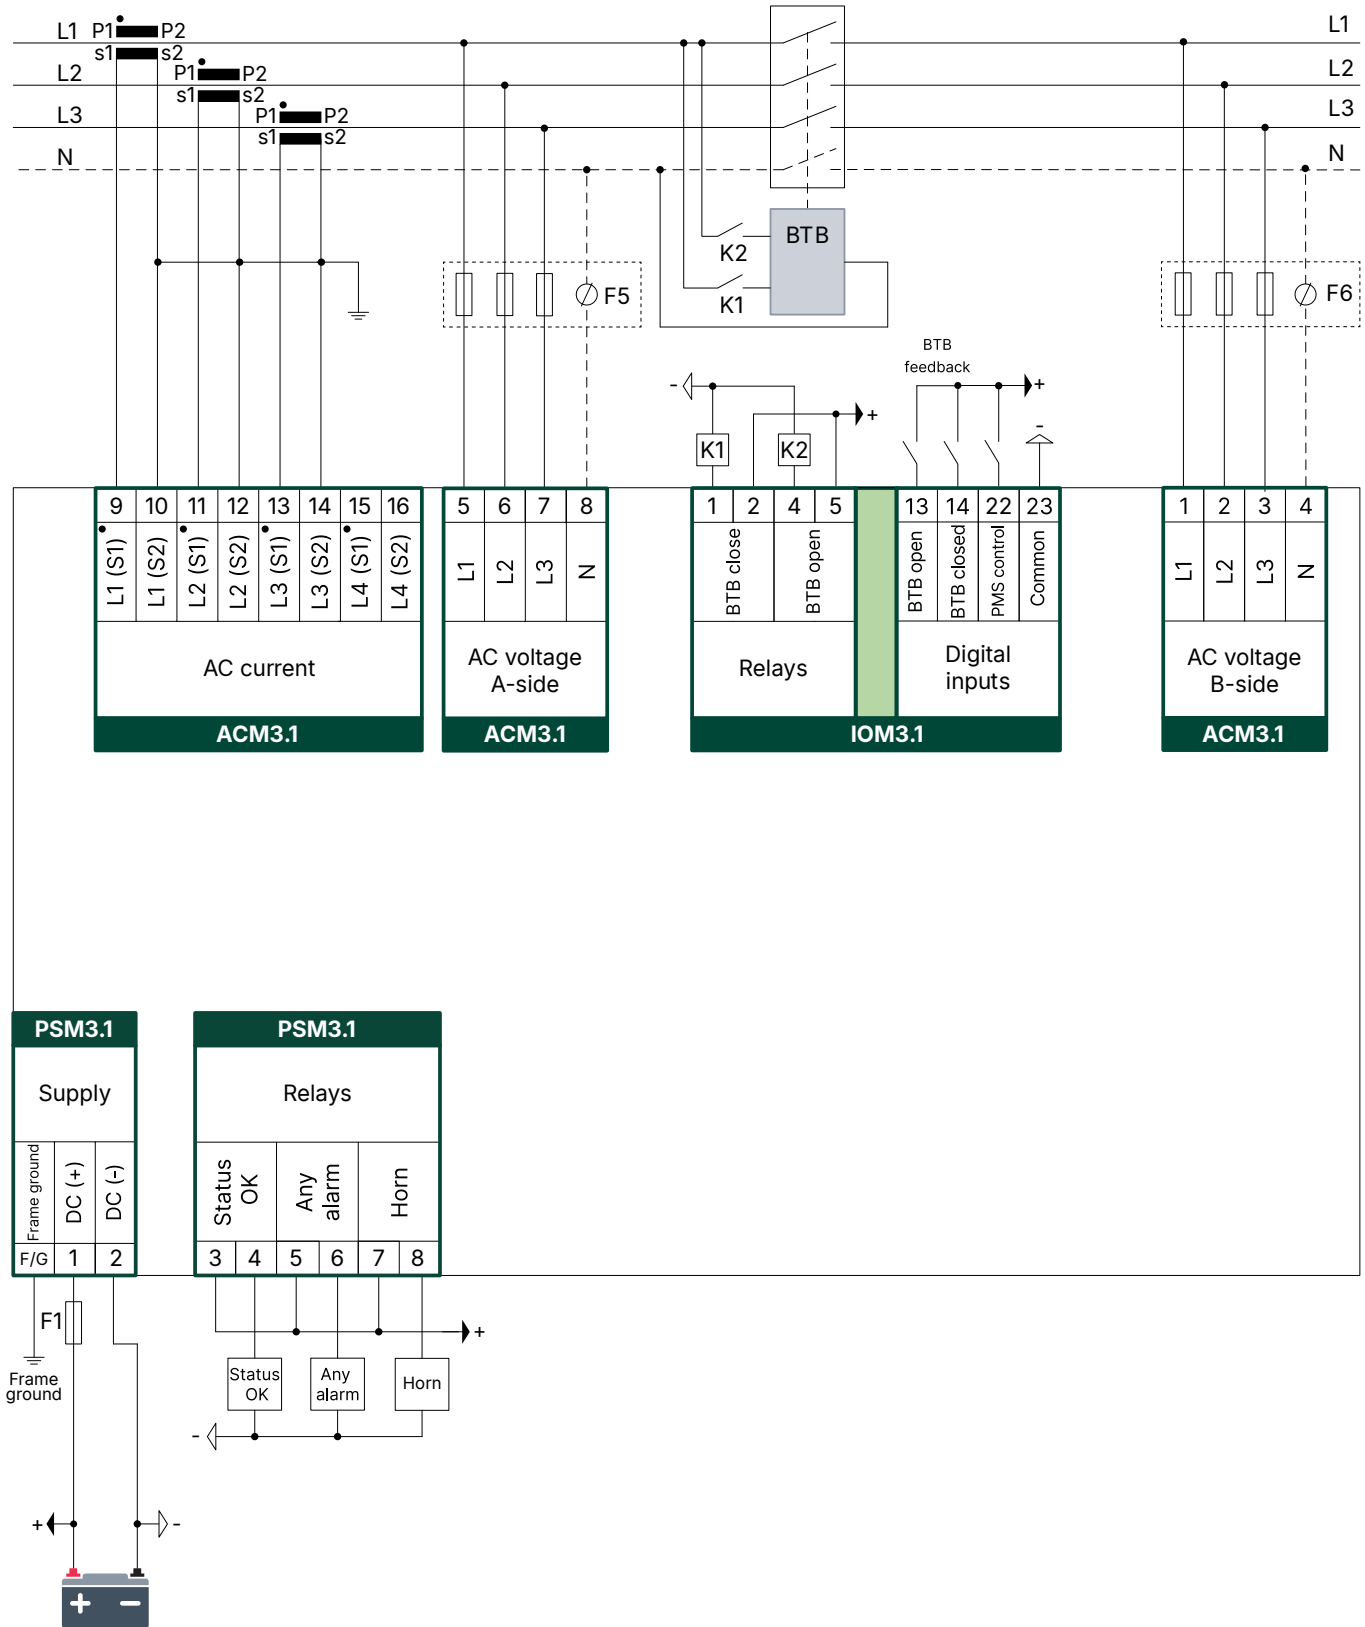 L1 P1 P2 L1
s1 s2
L2 P1 P2 L2
s1 s2
L3 P1 P2 L3
s1 s2
N N
K2 BTB
K1
F5 F6
BTB
feedback
- + + -
K1 K2
9 10 11 12 13 14 15 16
L1 (S1) L1 (S2) L2 (S1) L2 (S2) L3 (S1) L3 (S2) L4 (S1) L4 (S2)
AC current
ACM3.1
5 6 7 8
L1 L2 L3 N
AC voltage
A-side
ACM3.1
1 2 4 5
BTB close BTB open
Relays
13 14 22 23
BTB open BTB closed PMS control Common
Digital
inputs
IOM3.1
1 2 3 4
L1 L2 L3 N
AC voltage
B-side
ACM3.1
PSM3.1
Supply
Frame ground DC (+) DC (-)
F/G 1 2
F1
Frame
ground
+ -
+ −
PSM3.1
Relays
Status
OK
Any
alarm
Horn
3 4 5 6 7 8
+
Status
OK
Any
alarm
Horn
-